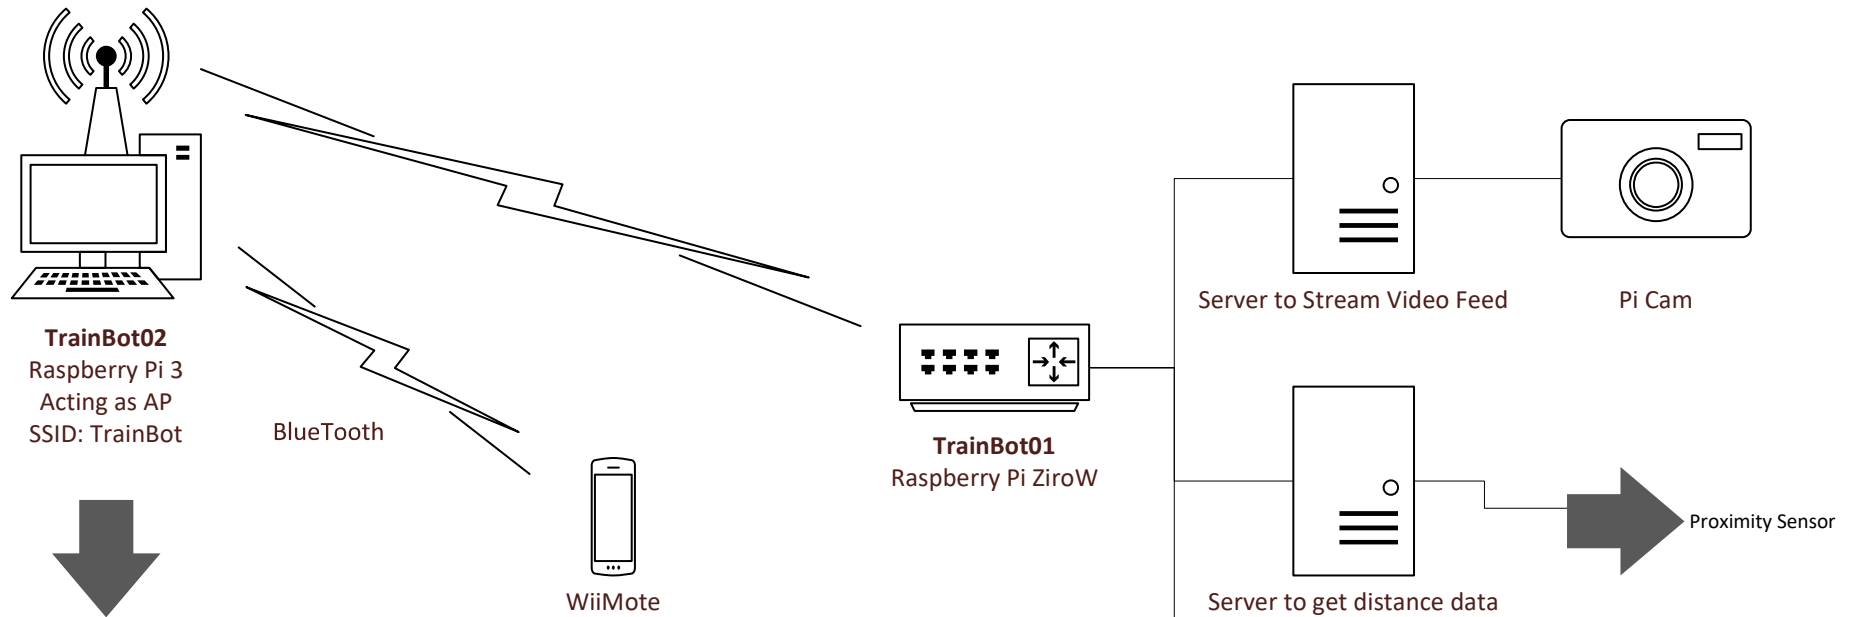 Server to Stream Video Feed
Pi Cam
TrainBot02
Raspberry Pi 3
Acting as AP
SSID: TrainBot
BlueTooth
TrainBot01
Raspberry Pi ZiroW
Proximity Sensor
WiiMote
Server to get distance data